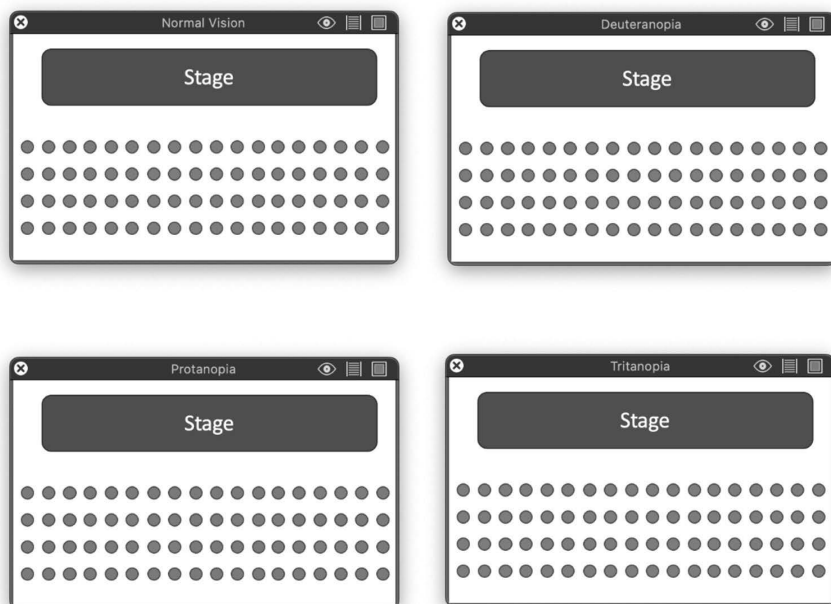 Normal Vision
Stage
Deuteranopia
Stage
Protanopia
Stage
Tritanopia
Stage